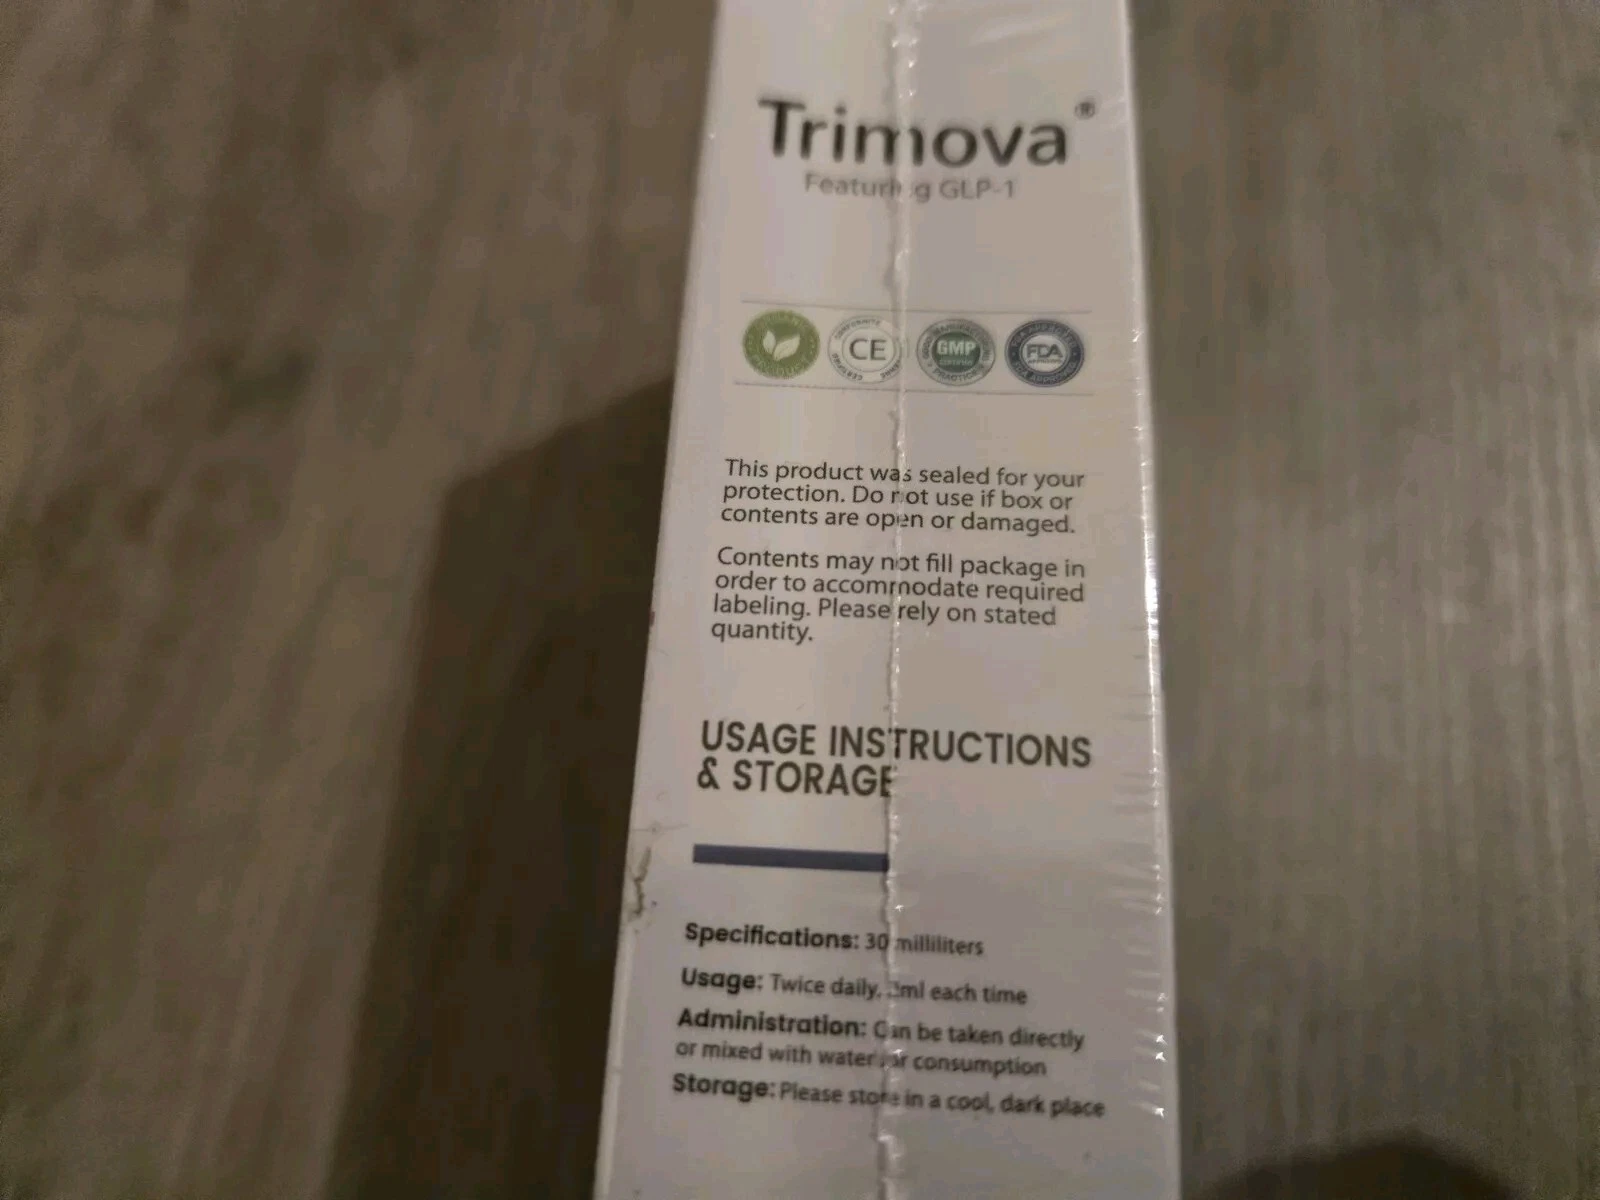 Trimova®
Featuring GLP-1
CE
GMP
FDA
This product was sealed for your
protection. Do not use if box or
contents are open or damaged.
Contents may not fill package in
order to accommodate required
labeling. Please rely on stated
quantity.
USAGE INSTRUCTIONS
& STORAGE
Specifications: 30 milliliters
Usage: Twice daily, each time
Administration: Can be taken directly
or mixed with water for consumption
Storage: Please store in a cool, dark place